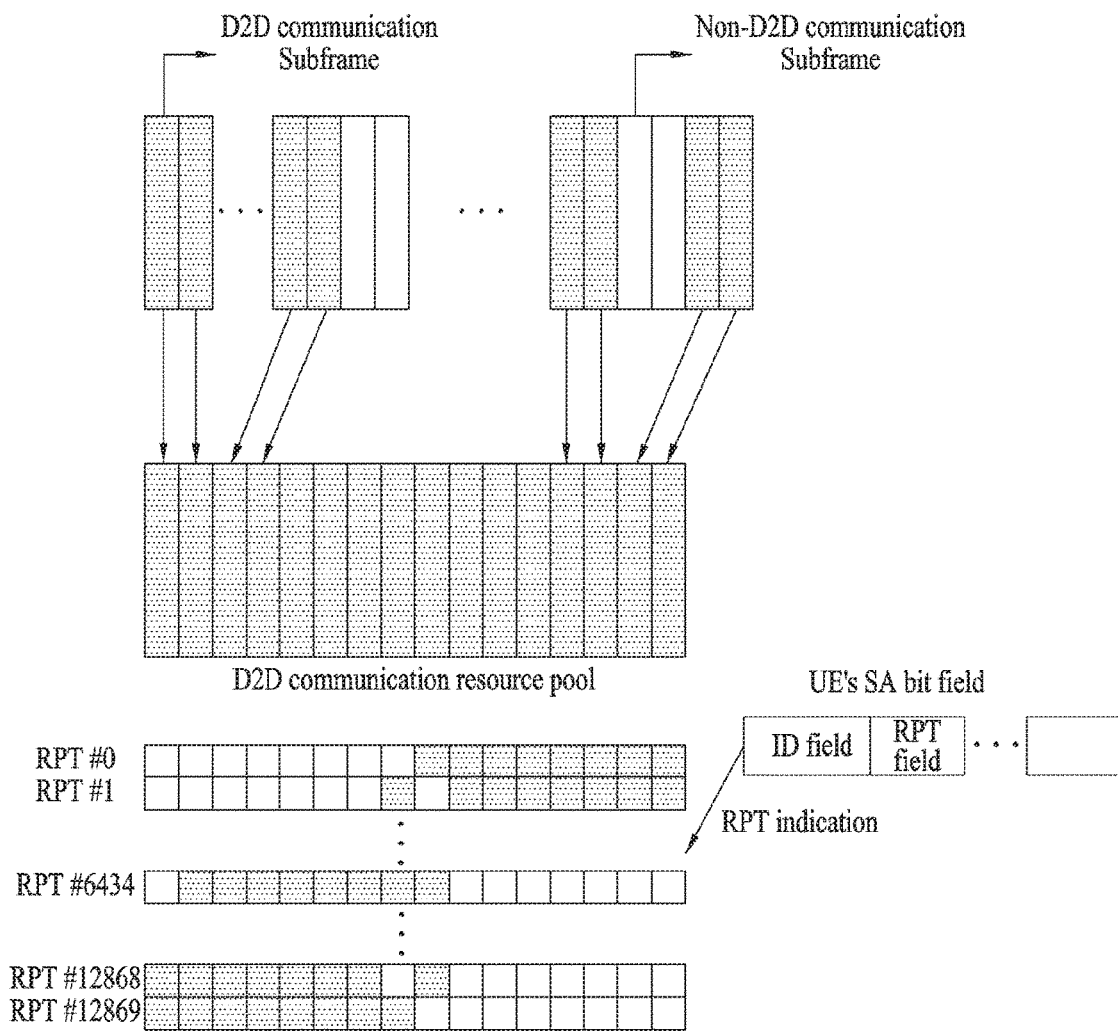 D2D communication
Subframe
Non-D2D communication
Subframe
D2D communication resource pool
UE's SA bit field
ID field
RPT
field
RPT indication
RPT #0
RPT #1
RPT #6434
RPT #12868
RPT #12869